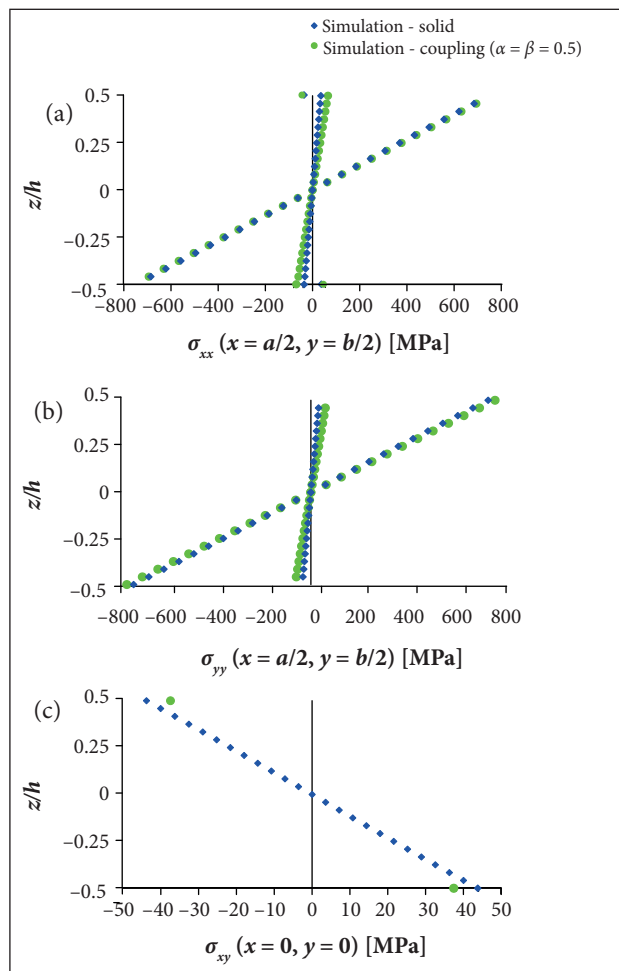 Simulation - solid
Simulation - coupling (α = β = 0.5)
(a)
0.5
0.25
0
−0.25
−0.5
z/h
−800 −600 −400 −200 0 200 400 600 800
σxx (x = a/2, y = b/2) [MPa]
(b)
0.5
0.25
0
−0.25
−0.5
z/h
−800 −600 −400 −200 0 200 400 600 800
σyy (x = a/2, y = b/2) [MPa]
(c)
0.5
0.25
0
−0.25
−0.5
z/h
−50 −40 −30 −20 −10 0 10 20 30 40 50
σxy (x = 0, y = 0) [MPa]